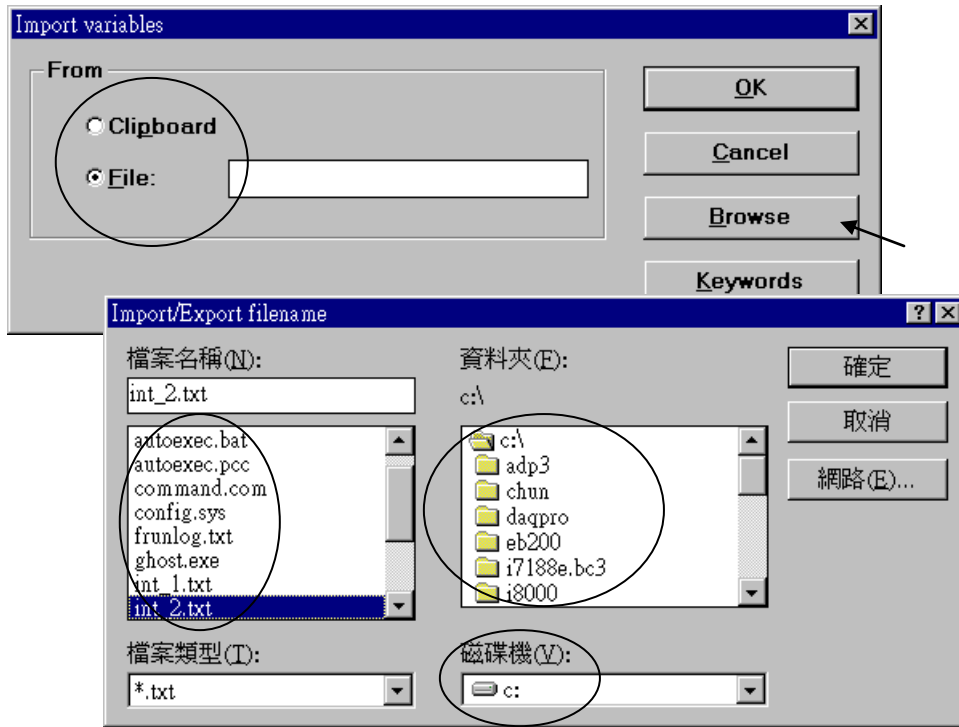 Import variables
From
Clipboard
File:
OK
Cancel
Browse
Keywords
Import/Export filename
檔案名稱(N):
int_2.txt
autoexec.bat
autoexec.pcc
command.com
config.sys
frunlog.txt
ghost.exe
int_1.txt
int_2.txt
檔案類型(T):
*.txt
資料夾(F):
c:\
c:\
adp3
chun
daqpro
eb200
i7188e.bc3
i8000
磁碟機(V):
c:
確定
取消
網路(E)...